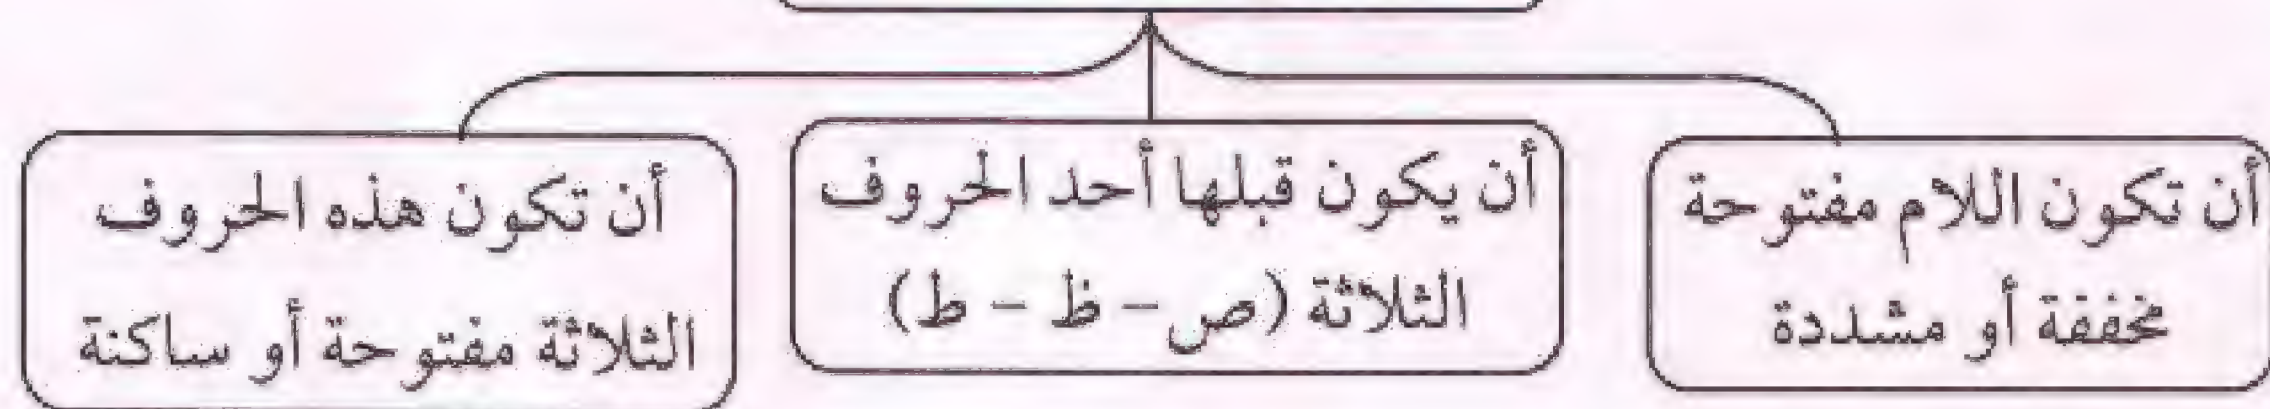 أن تكون اللام مفتوحة
مخففة أو مشددة
أن يكون قبلها أحد الحروف
الثلاثة (ص - ظ - ط)
أن تكون هذه الحروف
الثلاثة مفتوحة أو ساكنة